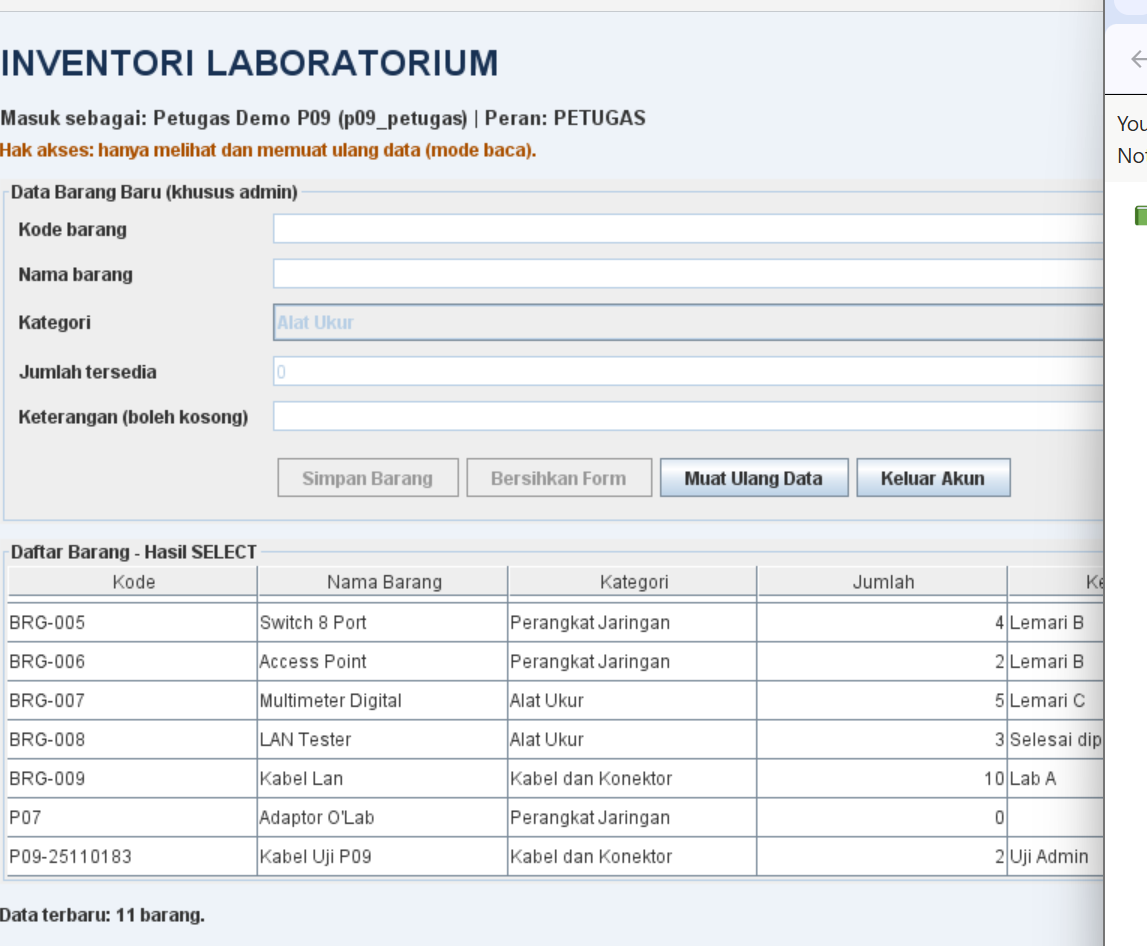 INVENTORI LABORATORIUM
Masuk sebagai: Petugas Demo P09 (p09_petugas) | Peran: PETUGAS
Hak akses: hanya melihat dan memuat ulang data (mode baca).
Data Barang Baru (khusus admin)
Kode barang
Nama barang
Kategori Alat Ukur
Jumlah tersedia 0
Keterangan (boleh kosong)
Simpan Barang Bersihkan Form Muat Ulang Data Keluar Akun
Daftar Barang - Hasil SELECT
Kode Nama Barang Kategori Jumlah
BRG-005 Switch 8 Port Perangkat Jaringan 4 Lemari B
BRG-006 Access Point Perangkat Jaringan 2 Lemari B
BRG-007 Multimeter Digital Alat Ukur 5 Lemari C
BRG-008 LAN Tester Alat Ukur 3 Selesai dip
BRG-009 Kabel Lan Kabel dan Konektor 10 Lab A
P07 Adaptor O'Lab Perangkat Jaringan 0
P09-25110183 Kabel Uji P09 Kabel dan Konektor 2 Uji Admin
Data terbaru: 11 barang.